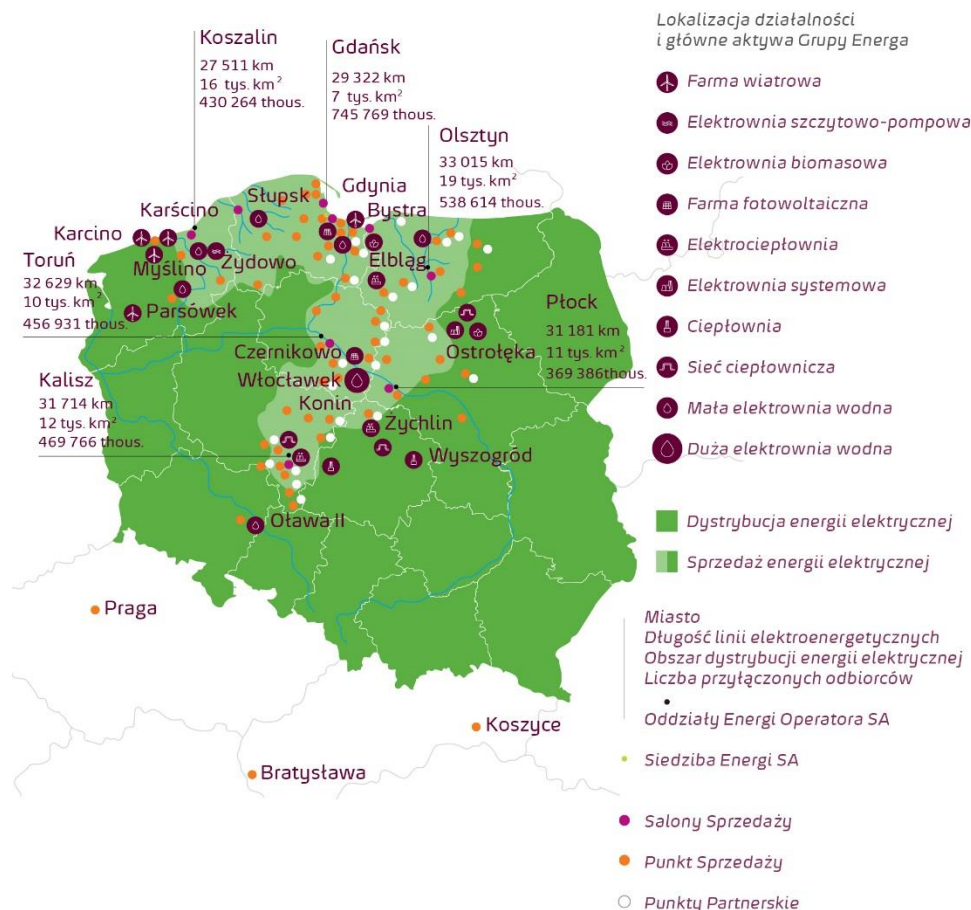 Koszalin
27 511 km
16 tys. km²
430 264 thous.
Gdańsk
29 322 km
7 tys. km²
745 769 thous.
Olsztyn
33 015 km
19 tys. km²
538 614 thous.
Słupsk
Gdynia
Bystra
Karścino
Karcino
Elbląg
Toruń
32 629 km
10 tys. km²
456 931 thous.
Myślino
Żydowo
Parsówek
Płock
31 181 km
11 tys. km²
369 386thous.
Czernikowo
Ostrołęka
Włocławek
Kalisz
31 714 km
12 tys. km²
469 766 thous.
Konin
Żychlin
Wyszogród
Oława II
Praga
Koszyce
Bratysława
Lokalizacja działalności
i główne aktywa Grupy Energa
Farma wiatrowa
Elektrownia szczytowo-pompowa
Elektrownia biomasowa
Farma fotowoltaiczna
Elektrociepłownia
Elektrownia systemowa
Ciepłownia
Sieć ciepłownicza
Mała elektrownia wodna
Duża elektrownia wodna
Dystrybucja energii elektrycznej
Sprzedaż energii elektrycznej
Miasto
Długość linii elektroenergetycznych
Obszar dystrybucji energii elektrycznej
Liczba przyłączonych odbiorców
Oddziały Energi Operatora SA
Siedziba Energi SA
Salony Sprzedaży
Punkt Sprzedaży
Punkty Partnerskie